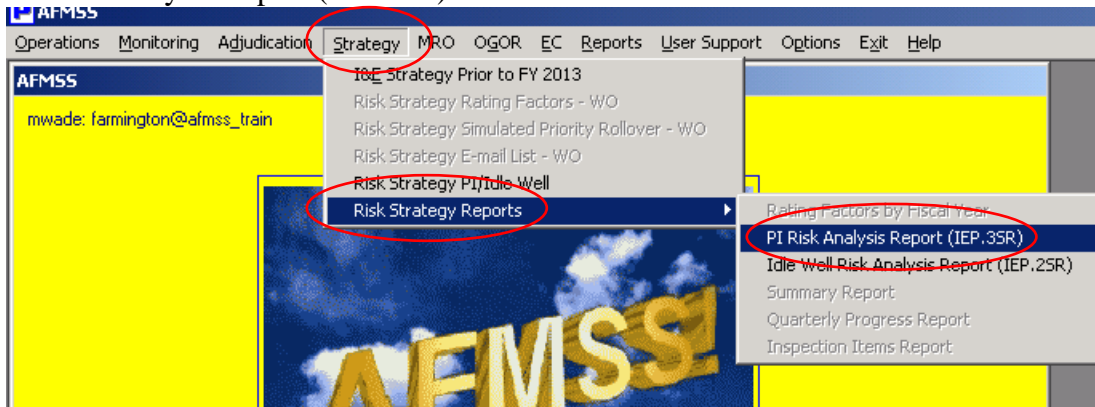 AFMSS
Operations Monitoring Adjudication Strategy MRO OGOR EC Reports User Support Options Exit Help
AFMSS
mwade: farmington@afmss_train
I&E Strategy Prior to FY 2013
Risk Strategy Rating Factors - WO
Risk Strategy Simulated Priority Rollover - WO
Risk Strategy E-mail List - WO
Risk Strategy PI/Idle Well
Risk Strategy Reports
Rating Factors by Fiscal Year
PI Risk Analysis Report (IEP.3SR)
Idle Well Risk Analysis Report (IEP.2SR)
Summary Report
Quarterly Progress Report
Inspection Items Report
AFMSS!